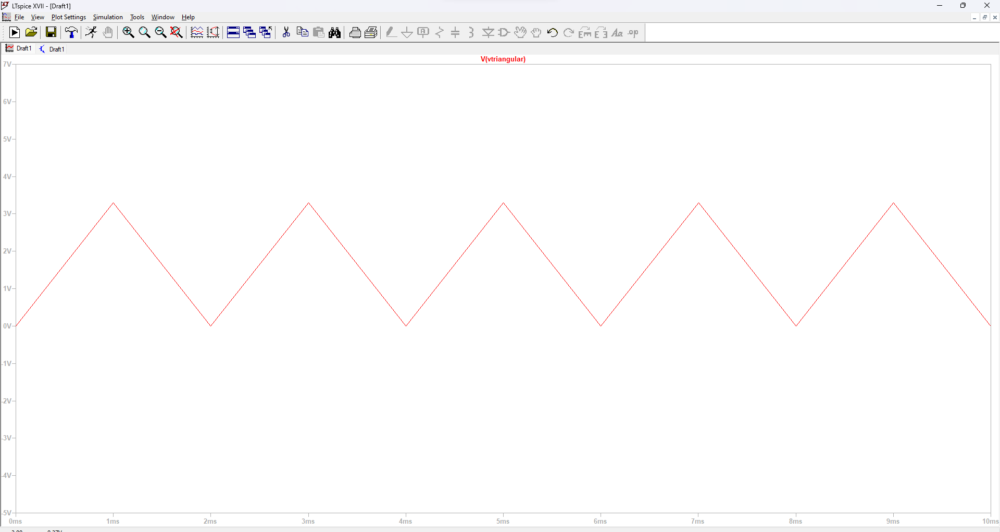 LTspice XVII - [Draft1]
File View Plot Settings Simulation Tools Window Help
Draft1 Draft1
V(vtriangular)
7V
6V
5V
4V
3V
2V
1V
0V
-1V
-2V
-3V
-4V
-5V
0ms 1ms 2ms 3ms 4ms 5ms 6ms 7ms 8ms 9ms 10ms